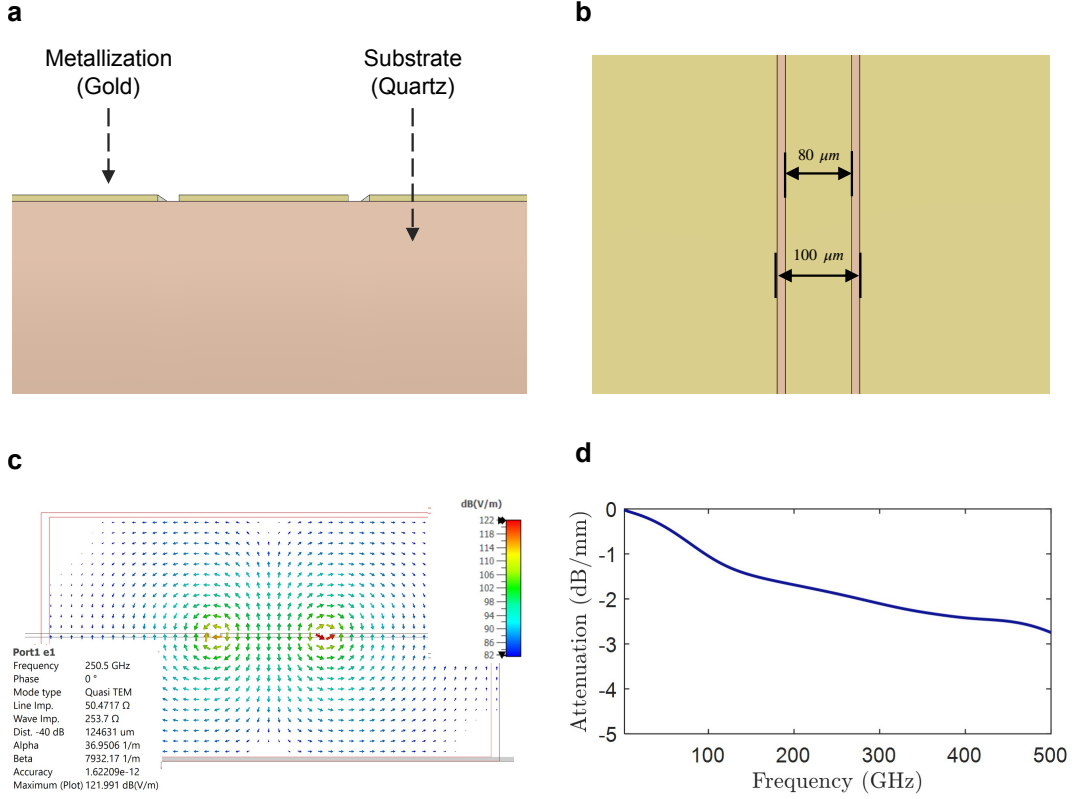 a
Metallization
(Gold)
Substrate
(Quartz)
b
80 μm
100 μm
c
dB(V/m)
122
118
114
110
106
102
98
94
90
86
82
Port1 e1
Frequency 250.5 GHz
Phase 0 °
Mode type Quasi TEM
Line Imp. 50.4717 Ω
Wave Imp. 253.7 Ω
Dist. -40 dB 124631 um
Alpha 36.9506 1/m
Beta 7932.17 1/m
Accuracy 1.62209e-12
Maximum (Plot) 121.991 dB(V/m)
d
Attenuation (dB/mm)
0
-1
-2
-3
-4
-5
100 200 300 400 500
Frequency (GHz)